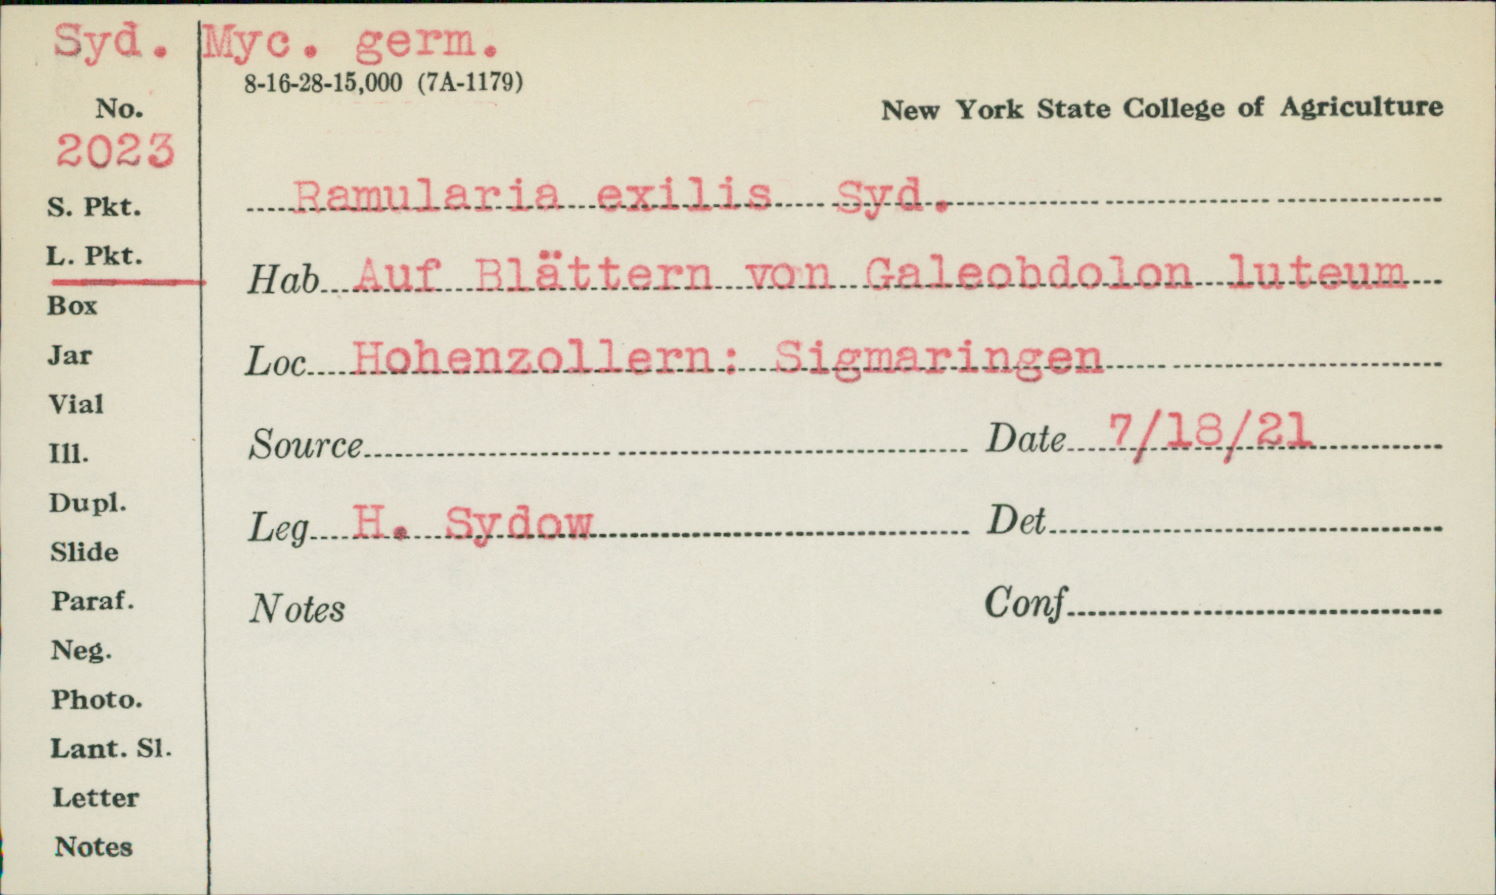 Syd. Myc. germ.
8-16-28-15,000 (7A-1179)
No.
New York State College of Agriculture
2023
S. Pkt.
Ramularia exilis Syd.
L. Pkt.
Hab Auf Blättern von Galeobdolon luteum
Box
Jar
Loc Hohenzollern: Sigmaringen
Vial
Ill.
Source Date 7/18/21
Dupl.
Leg H. Sydow Det
Slide
Paraf.
Notes Conf
Neg.
Photo.
Lant. Sl.
Letter
Notes